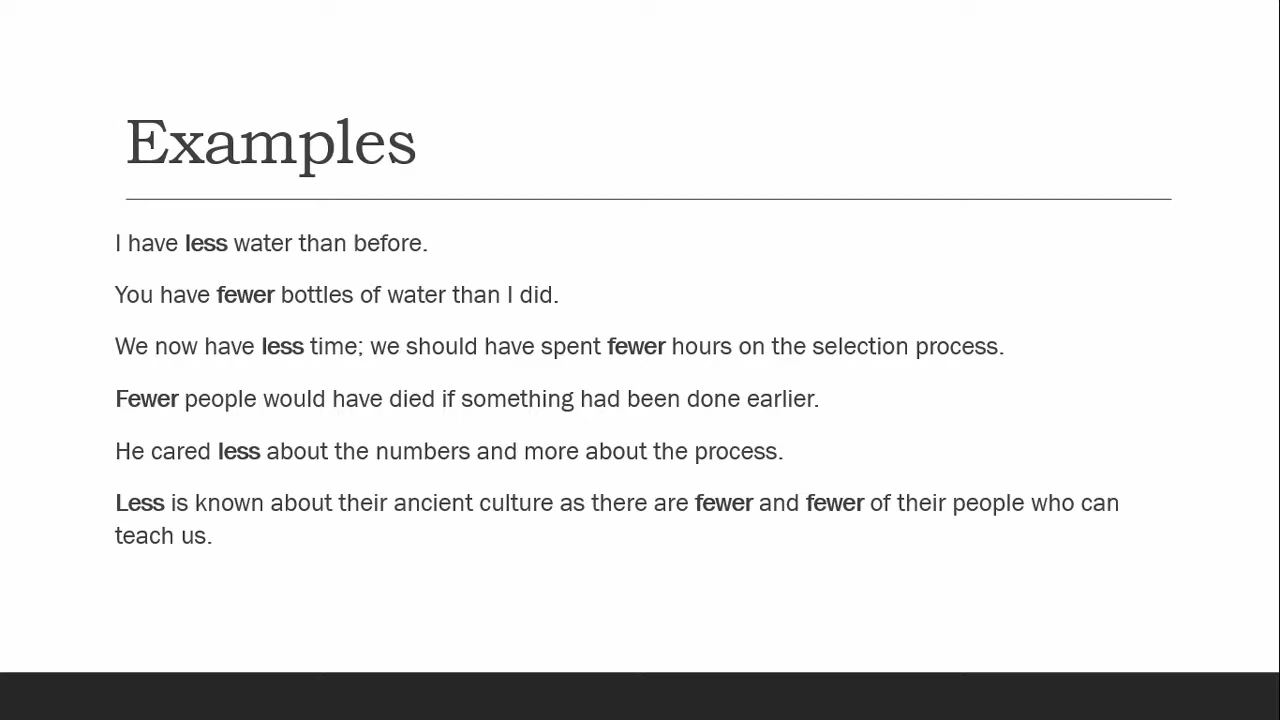 Examples
I have less water than before.
You have fewer bottles of water than I did.
We now have less time; we should have spent fewer hours on the selection process.
Fewer people would have died if something had been done earlier.
He cared less about the numbers and more about the process.
Less is known about their ancient culture as there are fewer and fewer of their people who can
teach us.